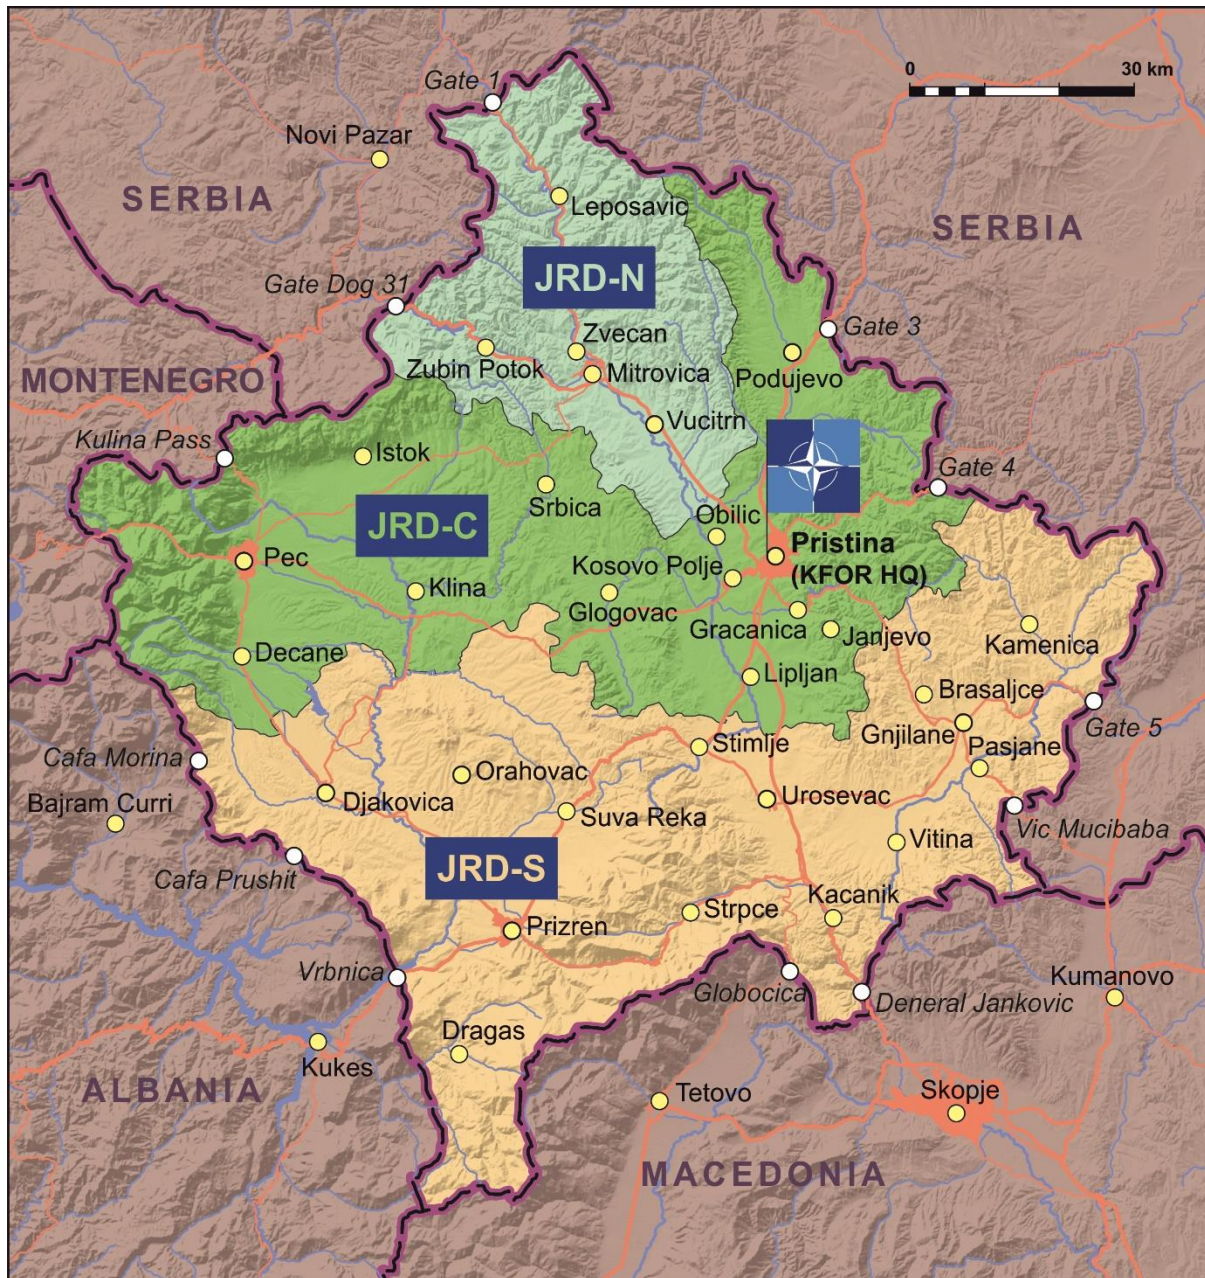 0 30 km
Gate 1
Novi Pazar
SERBIA
Leposavic
SERBIA
JRD-N
Gate Dog 31
Gate 3
Zvecan
Zubin Potok
Mitrovica
Podujevo
MONTENEGRO
Vucitrn
Kulina Pass
Istok
Gate 4
Srbica
JRD-C
Obilic
Pristina
(KFOR HQ)
Pec
Kosovo Polje
Klina
Glogovac
Gracanica
Janjevo
Kamenica
Decane
Lipljan
Brasaljce
Gate 5
Gnjilane
Stimlje
Pasjane
Cafa Morina
Orahovac
Bajram Curri
Djakovica
Suva Reka
Urosevac
Vic Mucibaba
Vitina
Cafa Prushit
JRD-S
Kacanik
Strpce
Prizren
Vrbnica
Globocica
Deneral Jankovic
Kumanovo
Dragas
Kukes
ALBANIA
Tetovo
Skopje
MACEDONIA